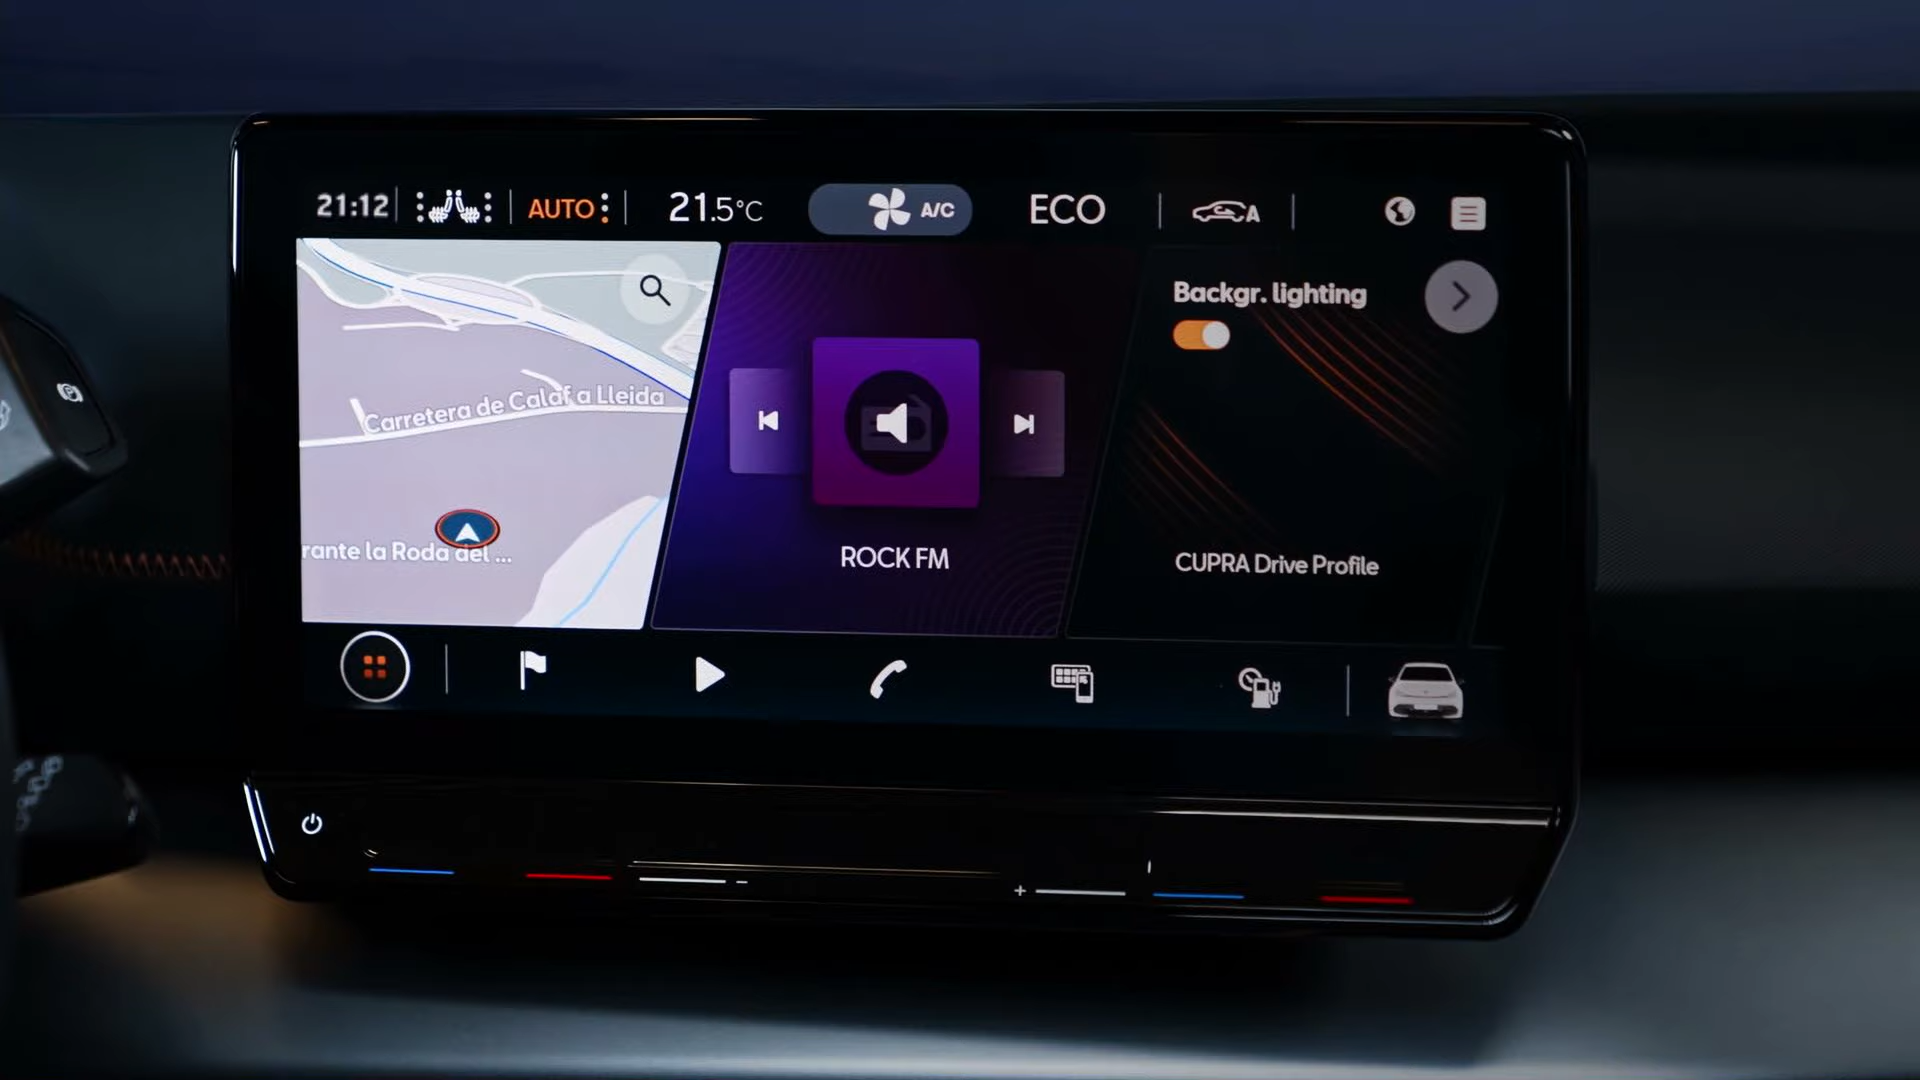 21:12 AUTO 21.5°C A/C ECO A
Backgr. lighting
Carretera de Calaf a Lleida
rante la Roda del ...
ROCK FM
CUPRA Drive Profile
- +